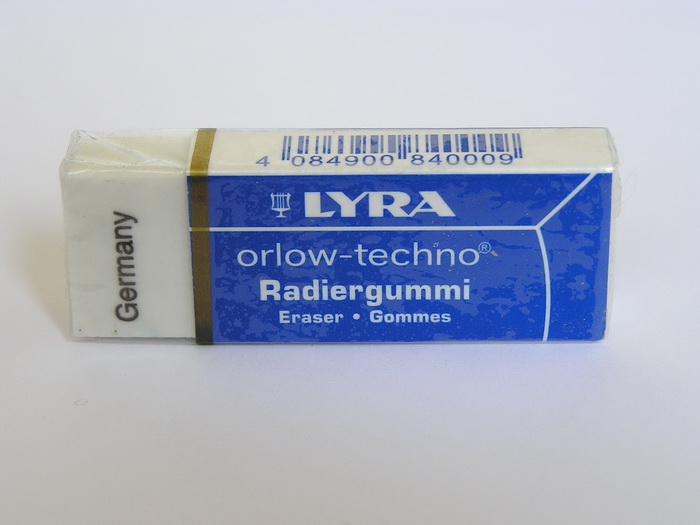 4 084900 840009
LYRA
orlow-techno®
Radiergummi
Eraser • Gommes
Germany